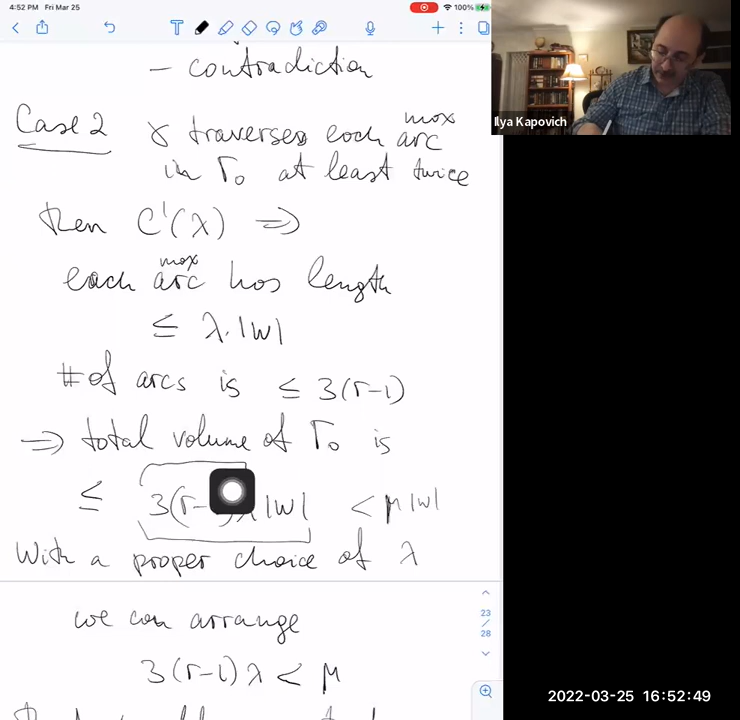 4:52 PM Fri Mar 25
100%
T
— contradiction
Case 2 γ traverses each max arc
in Γ₀ at least twice
then C'(λ) ⇒
each max arc has length
≤ λ·|w|
# of arcs is ≤ 3(r-1)
⇒ total volume of Γ₀ is
≤ 3(r- )λ|w| < μ|w|
With a proper choice of λ
23
/
28
we can arrange
3(r-1)λ < μ
Ilya Kapovich
2022-03-25 16:52:49